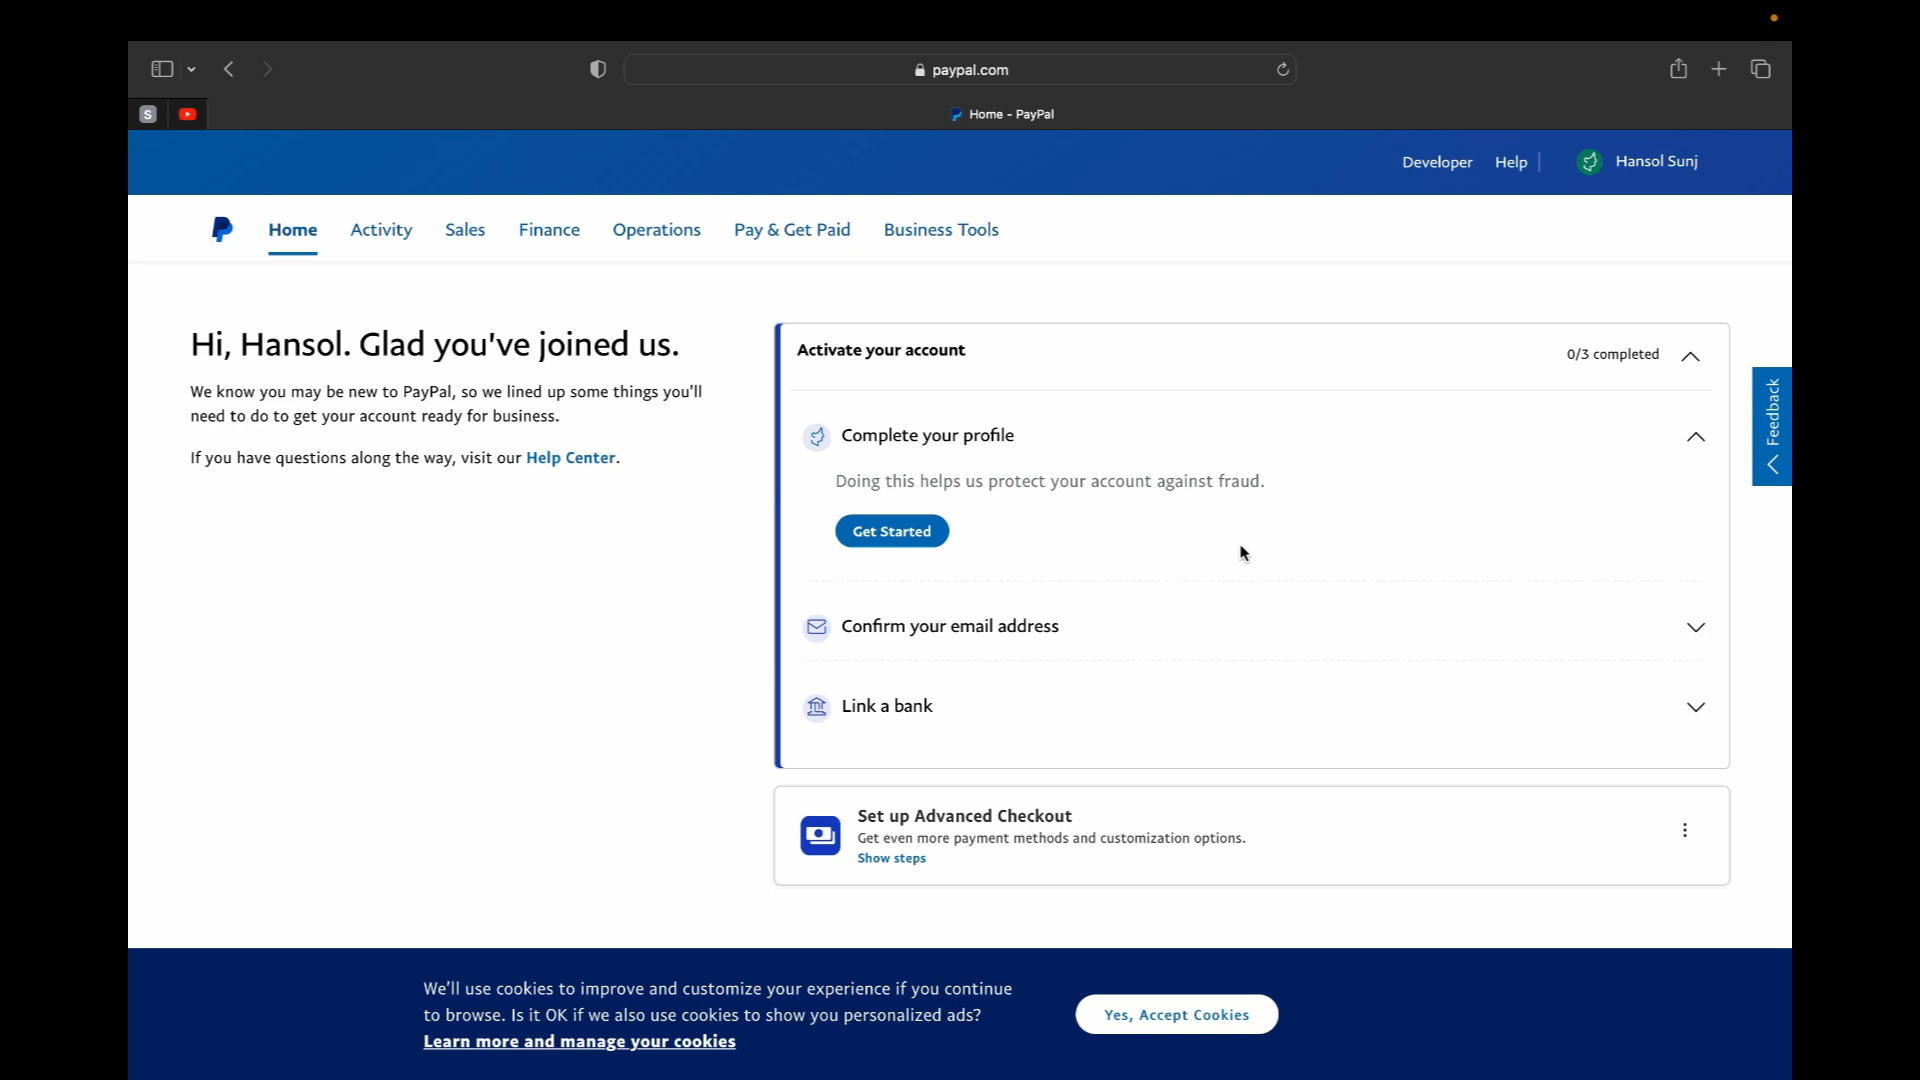 paypal.com
S
Home - PayPal
Developer Help Hansol Sunj
Home Activity Sales Finance Operations Pay & Get Paid Business Tools
Hi, Hansol. Glad you've joined us.
We know you may be new to PayPal, so we lined up some things you'll
need to do to get your account ready for business.
If you have questions along the way, visit our Help Center.
Activate your account
0/3 completed
Complete your profile
Doing this helps us protect your account against fraud.
Get Started
Confirm your email address
Link a bank
Set up Advanced Checkout
Get even more payment methods and customization options.
Show steps
Feedback
We'll use cookies to improve and customize your experience if you continue
to browse. Is it OK if we also use cookies to show you personalized ads?
Learn more and manage your cookies
Yes, Accept Cookies